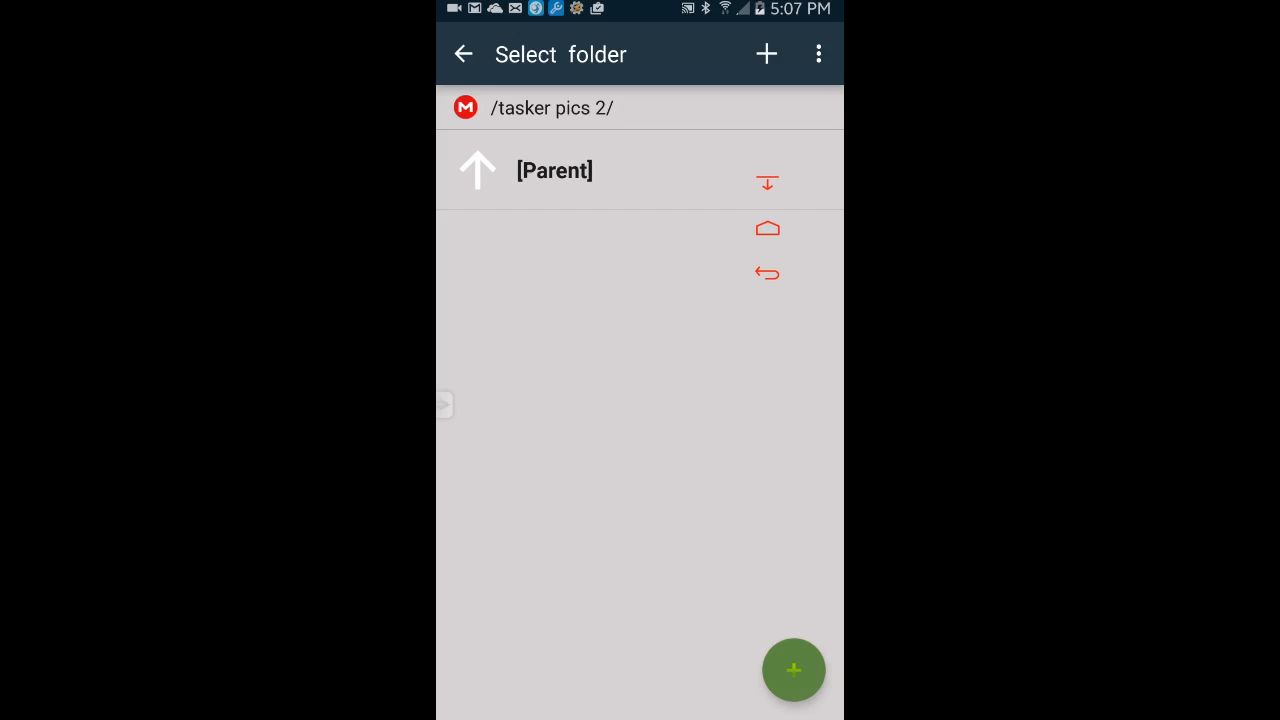 5:07 PM
Select folder
M /tasker pics 2/
[Parent]